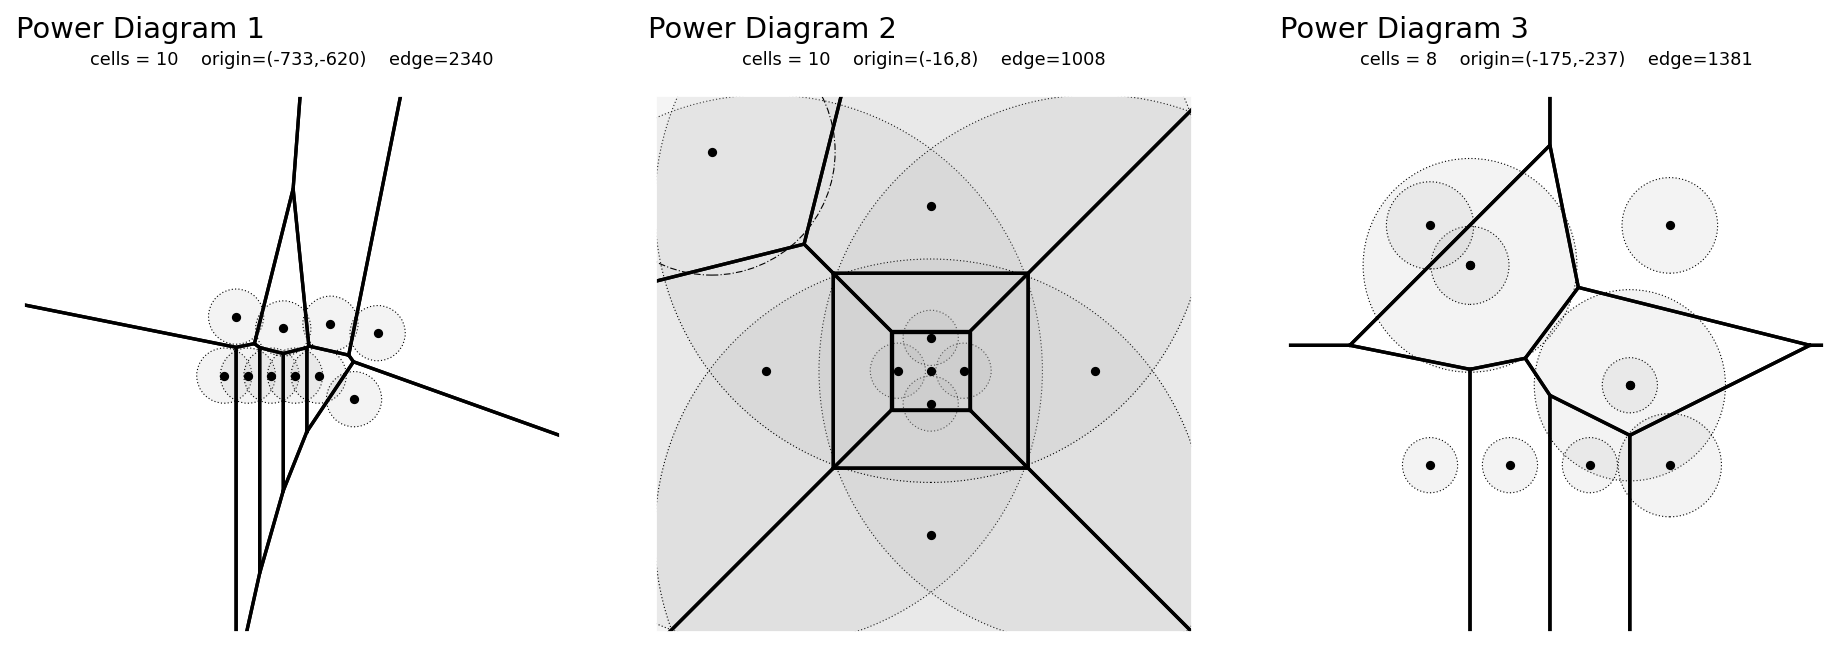 Power Diagram 1
cells = 10 origin=(-733,-620) edge=2340
Power Diagram 2
cells = 10 origin=(-16,8) edge=1008
Power Diagram 3
cells = 8 origin=(-175,-237) edge=1381